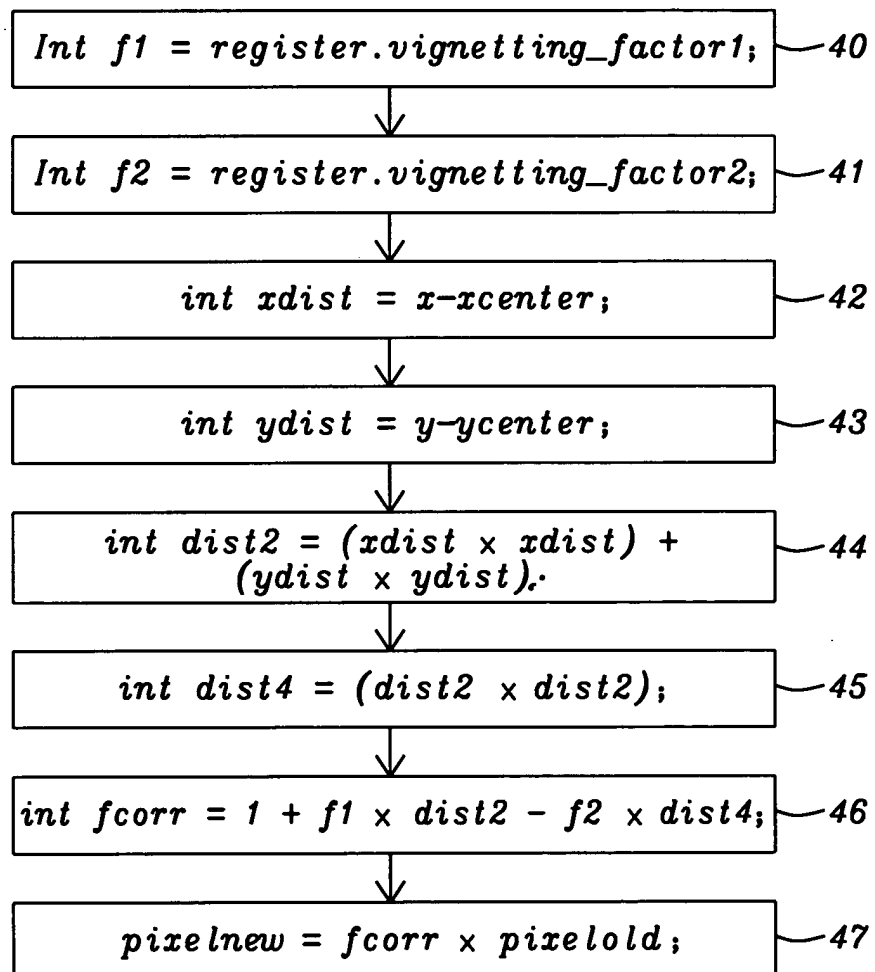 Int f1 = register.vignetting_factor1; 40
Int f2 = register.vignetting_factor2; 41
int xdist = x-xcenter; 42
int ydist = y-ycenter; 43
int dist2 = (xdist × xdist) + 44
(ydist × ydist);
int dist4 = (dist2 × dist2); 45
int fcorr = 1 + f1 × dist2 - f2 × dist4; 46
pixelnew = fcorr × pixelold; 47